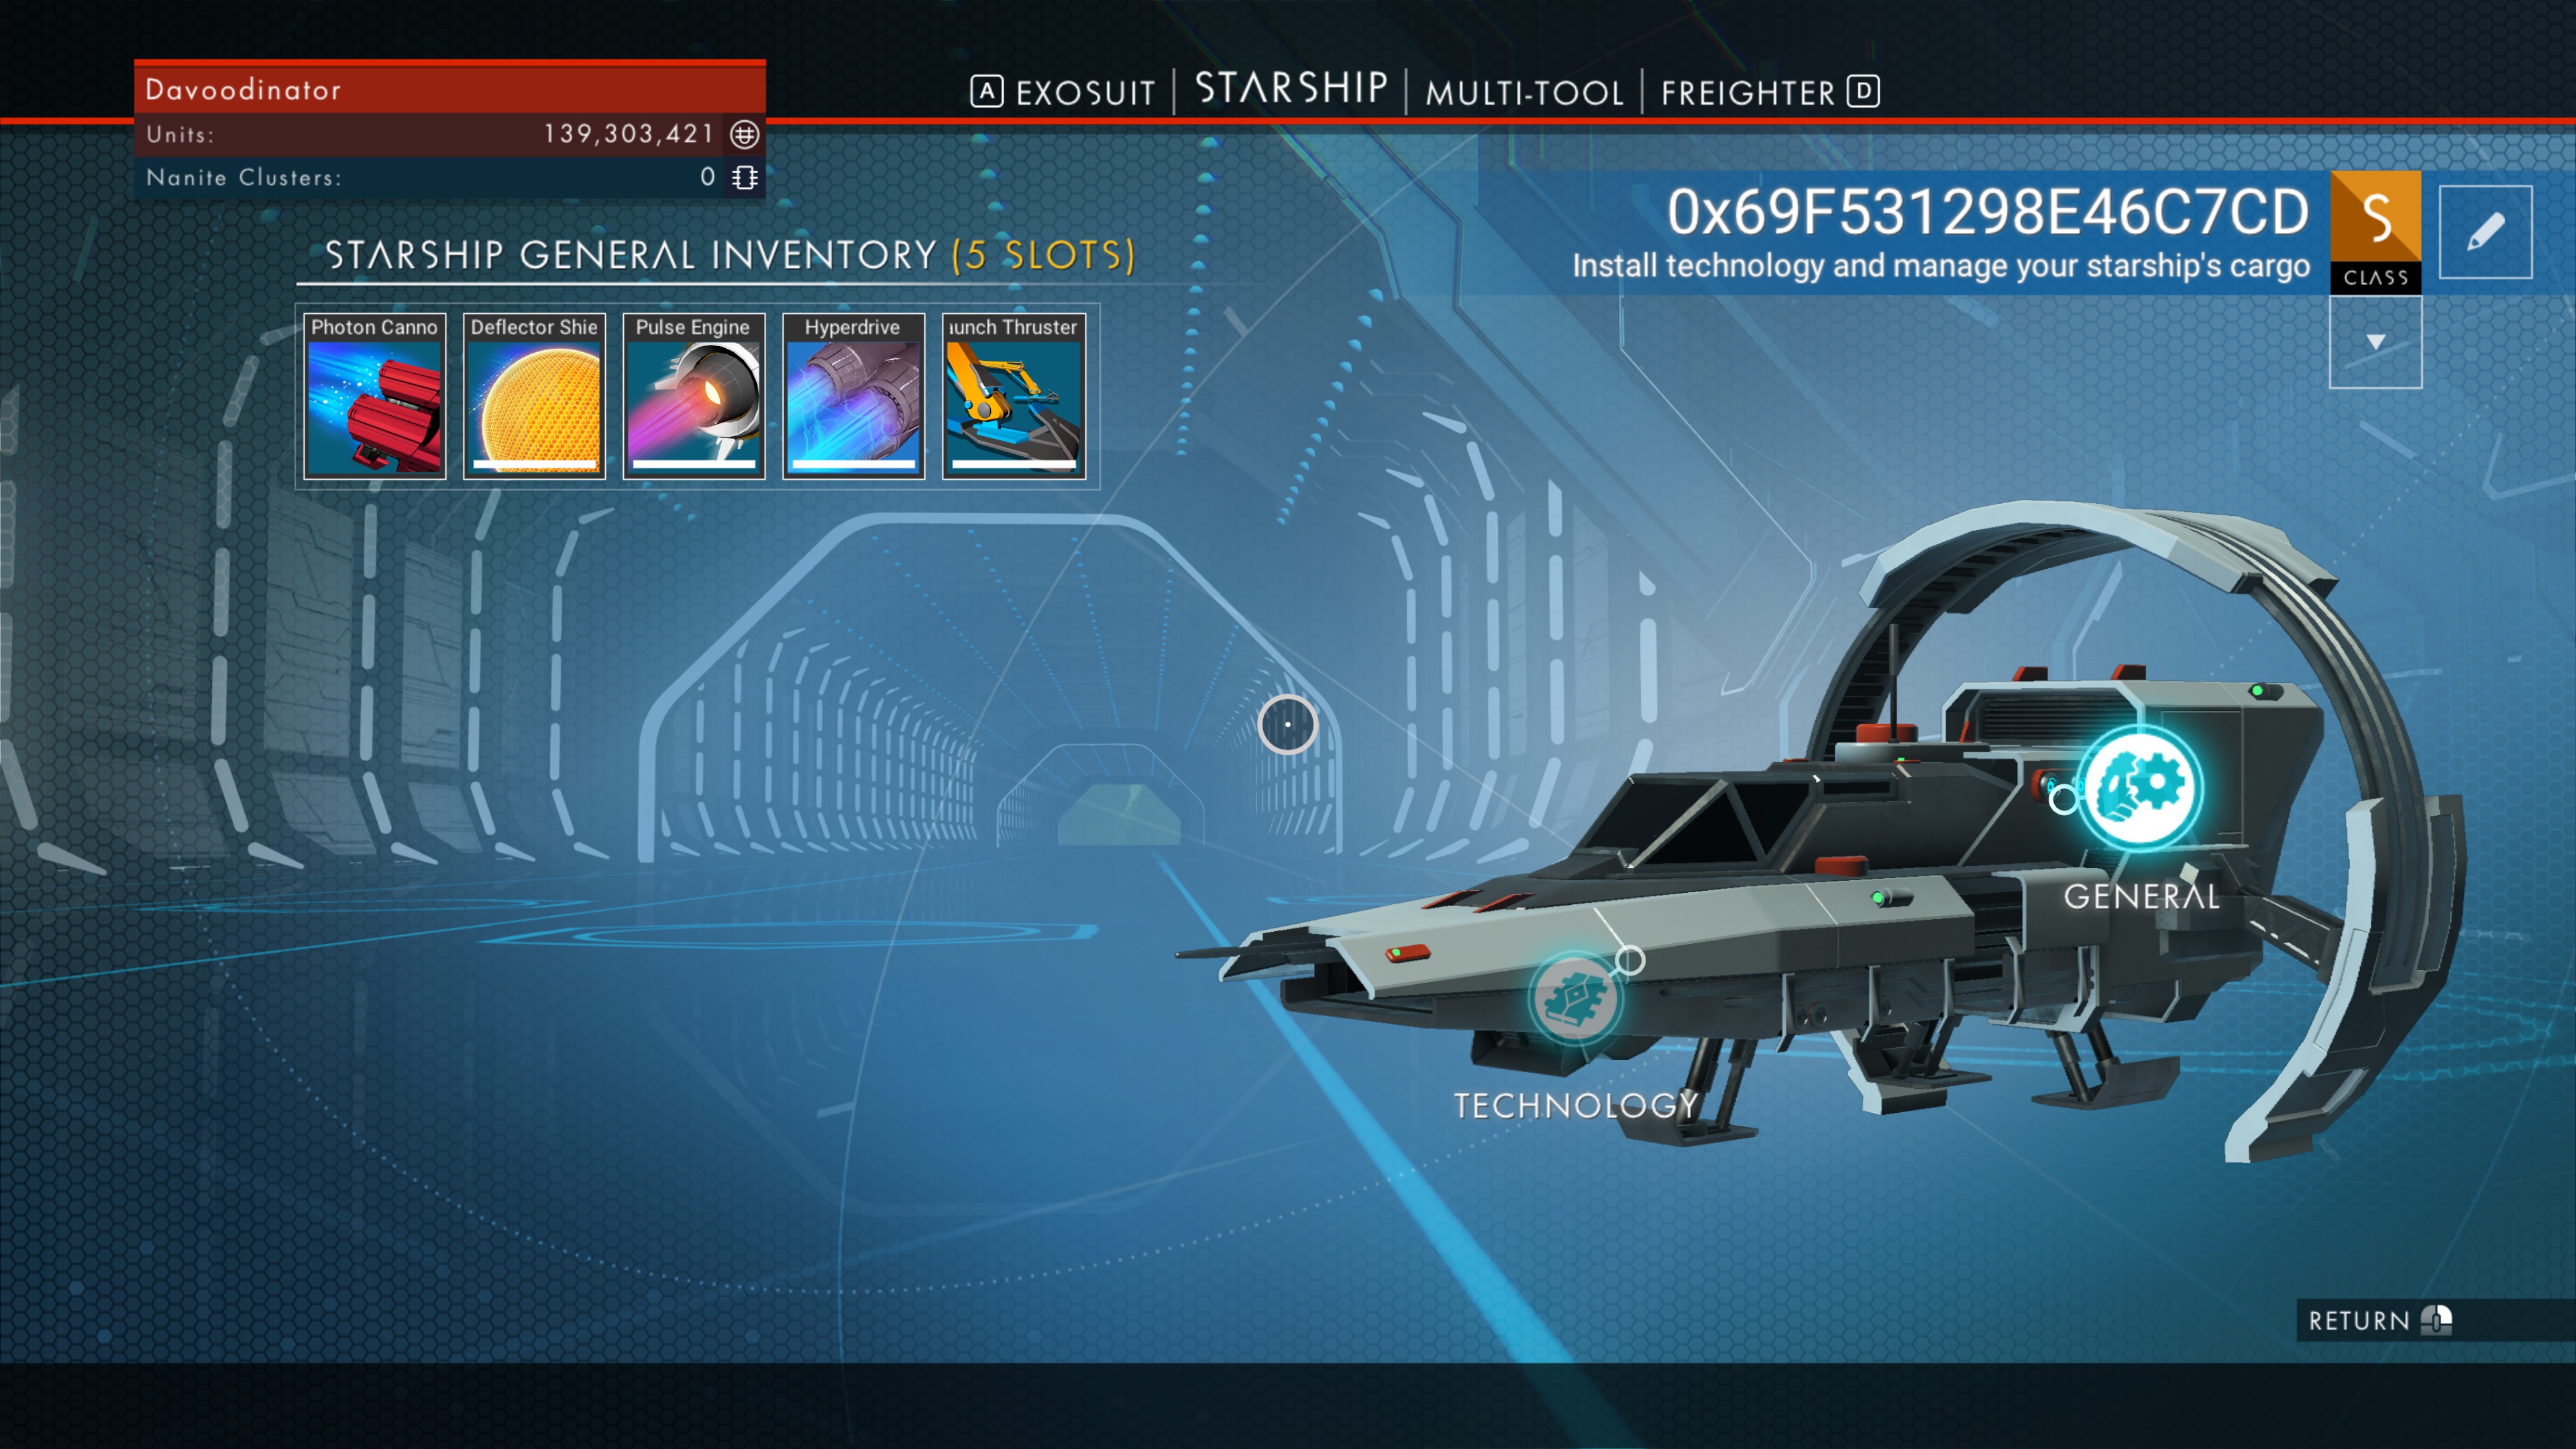 Davoodinator
Units: 139,303,421
Nanite Clusters: 0
A EXOSUIT STARSHIP MULTI-TOOL FREIGHTER D
0x69F531298E46C7CD
Install technology and manage your starship's cargo
S
CLASS
STARSHIP GENERAL INVENTORY (5 SLOTS)
Photon Canno Deflector Shie Pulse Engine Hyperdrive aunch Thruster
GENERAL
TECHNOLOGY
RETURN